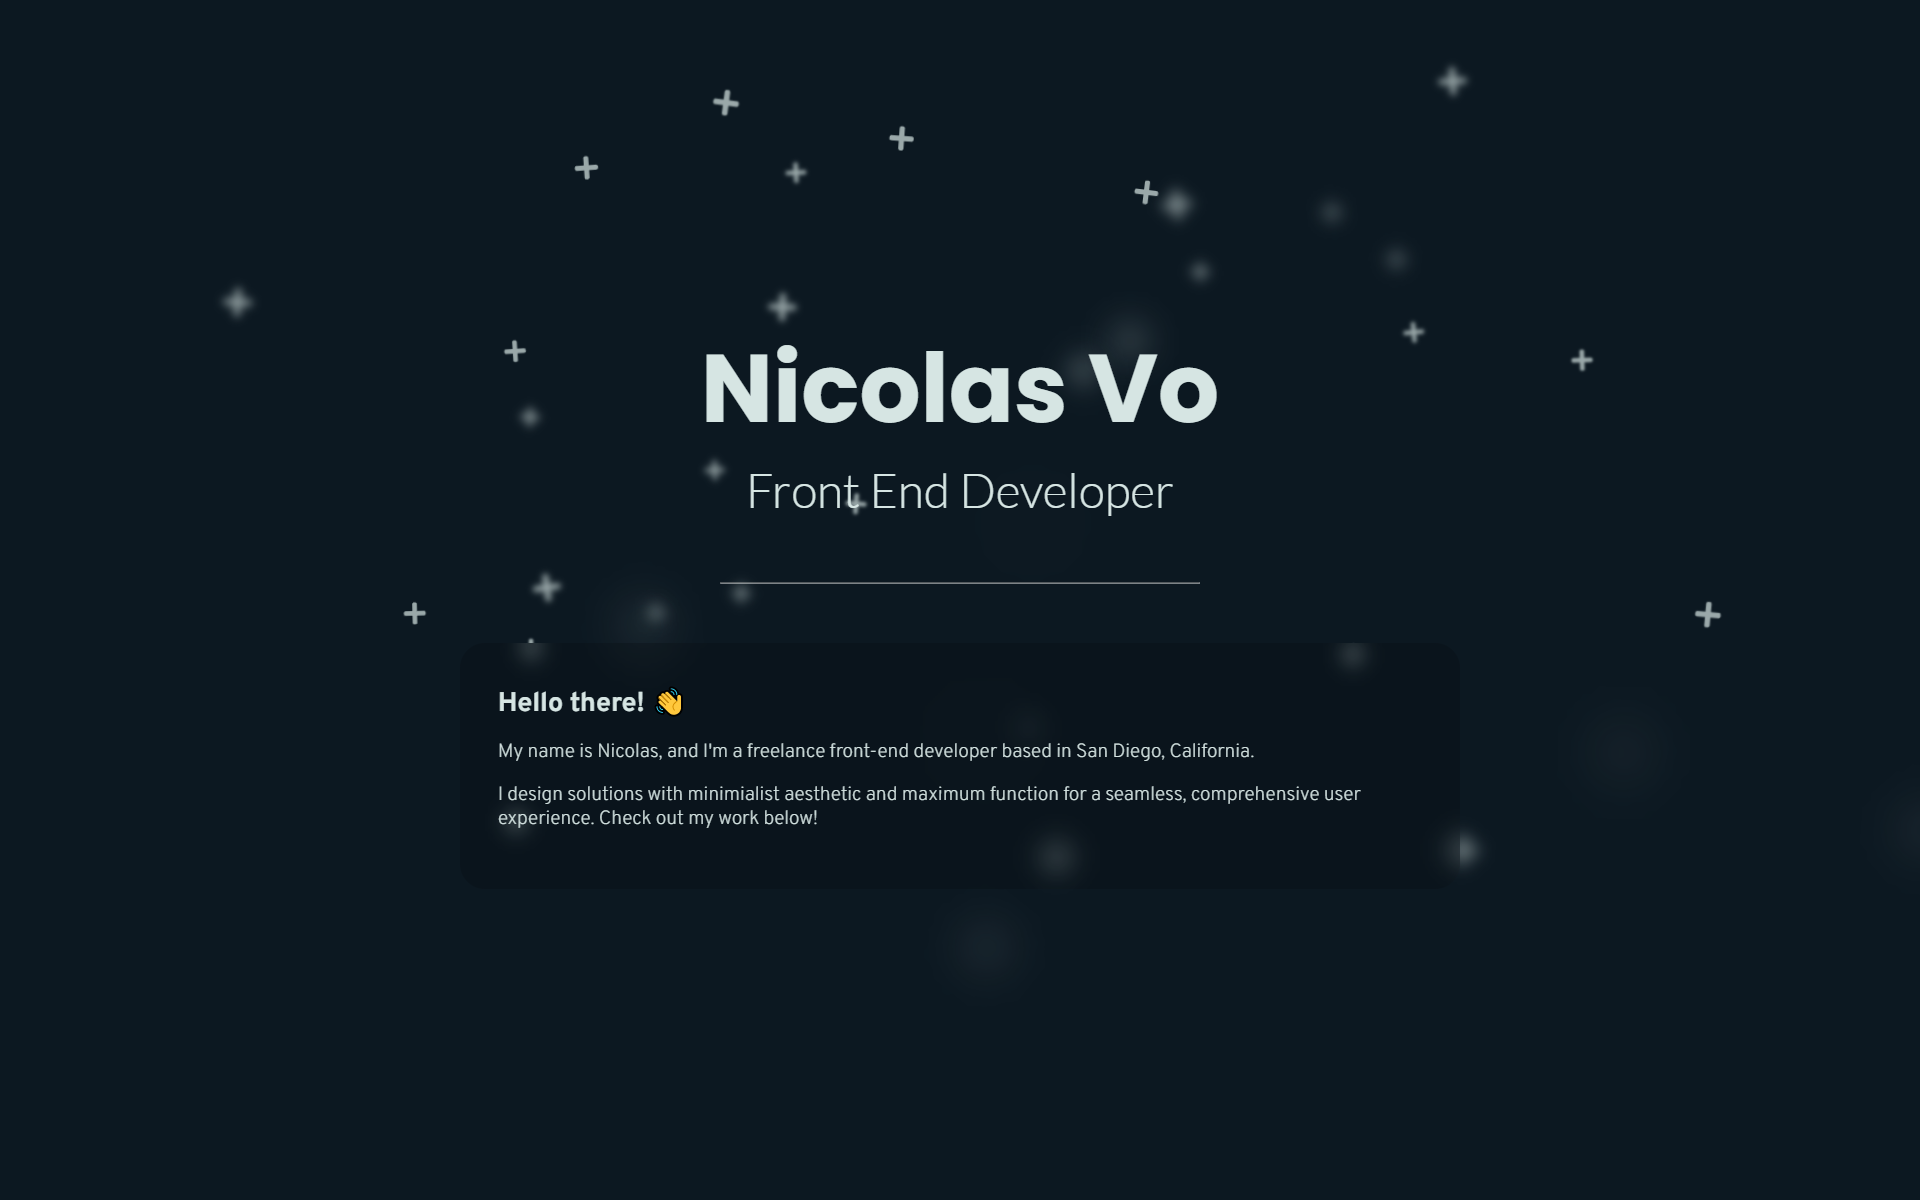 Nicolas Vo
Front End Developer
Hello there! 👋
My name is Nicolas, and I'm a freelance front-end developer based in San Diego, California.
I design solutions with minimialist aesthetic and maximum function for a seamless, comprehensive user
experience. Check out my work below!